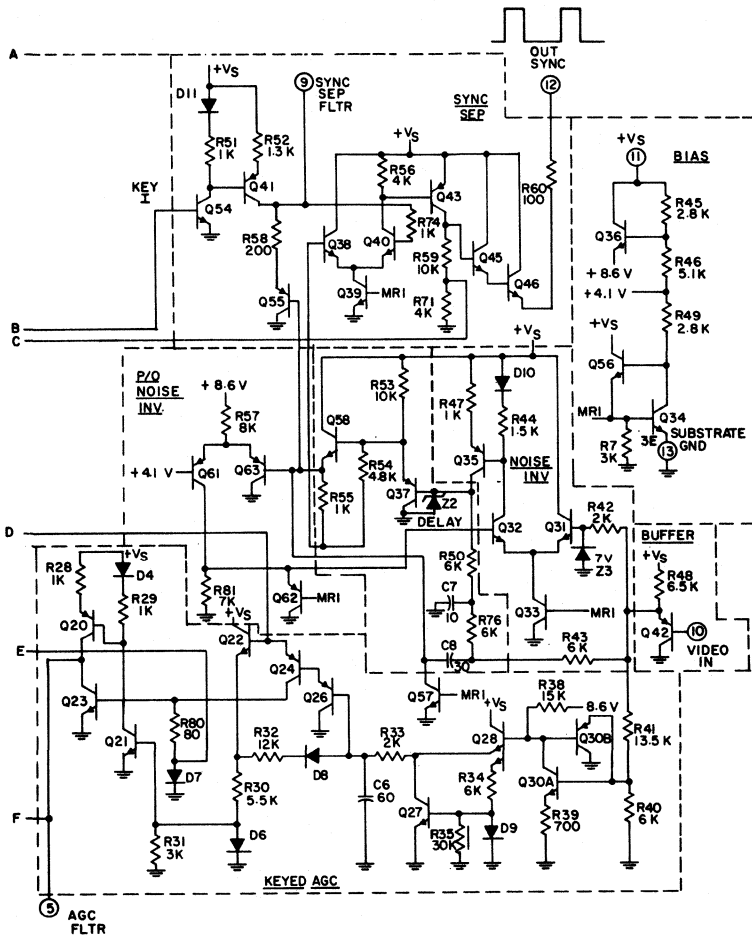 A
OUT
SYNC
12
+VS
D11
9
SYNC
SEP
FLTR
SYNC
SEP
+VS
+VS
11
BIAS
R51
1K
R52
1.3K
R56
4K
R60
100
R45
2.8K
KEY
I
Q41
Q43
Q54
R74
1K
Q36
R58
200
Q38
Q40
R59
10K
Q45
R46
5.1K
+8.6V
Q46
+4.1V
Q39
MR1
Q55
R71
4K
R49
2.8K
B
C
+VS
+VS
P/O
NOISE
INV.
+8.6V
R53
10K
D10
Q56
R57
8K
Q58
R47
1K
R44
1.5K
MR1
Q34
3E
SUBSTRATE
GND
13
R7
3K
+4.1V
Q61
Q63
R54
4.8K
Q35
NOISE
INV
R55
1K
Q37
Z2
DELAY
Q32
Q31
R42
2K
D
7V
Z3
BUFFER
+VS
R28
1K
+VS
D4
R50
6K
R48
6.5K
C7
10
R81
7K
Q62
MR1
Q33
MR1
R29
1K
Q20
+VS
Q22
R76
6K
Q42
10
VIDEO
IN
E
Q24
C8
30
R43
6K
Q23
Q26
Q57
MR1
R38
15K
8.6V
+VS
R80
80
Q21
R32
12K
R33
2K
Q28
Q30B
R41
13.5K
D7
D8
R30
5.5K
R34
6K
Q30A
C6
60
Q27
R39
700
R40
6K
F
D6
R35
30K
D9
R31
3K
KEYED AGC
5
AGC
FLTR